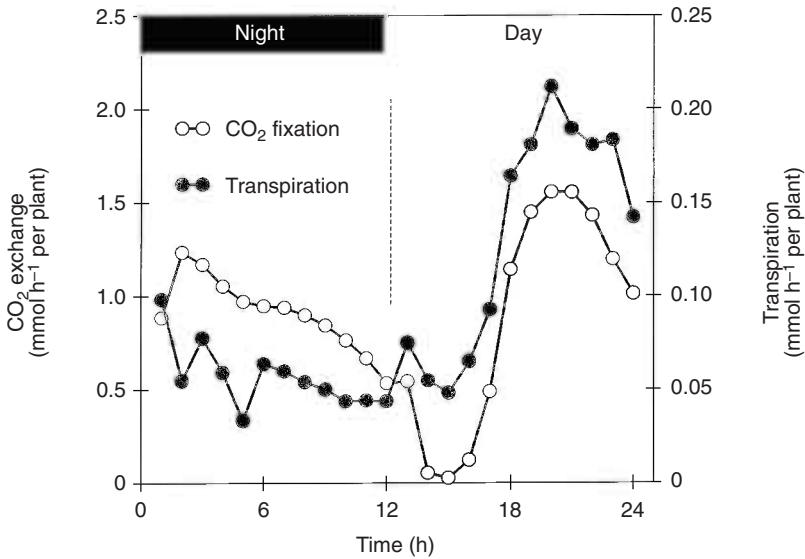 Night
Day
CO₂ fixation
Transpiration
2.5
2.0
1.5
1.0
0.5
0
0.25
0.20
0.15
0.10
0.05
0
0
6
12
18
24
CO₂ exchange
(mmol h⁻¹ per plant)
Transpiration
(mmol h⁻¹ per plant)
Time (h)